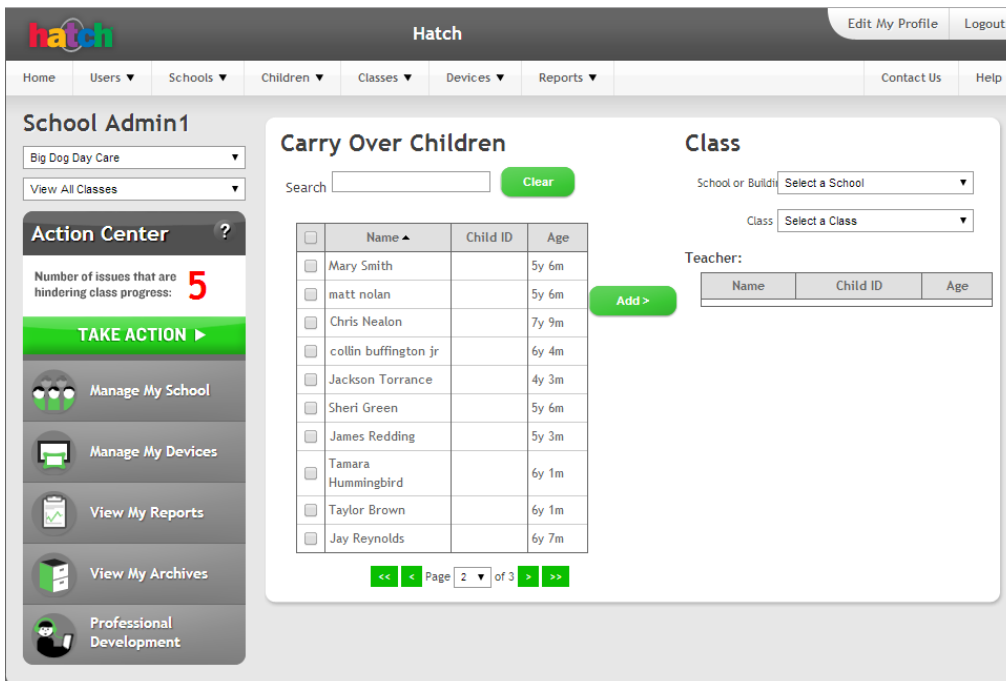 hatch
Hatch
Edit My Profile Logout
Home Users ▼ Schools ▼ Children ▼ Classes ▼ Devices ▼ Reports ▼ Contact Us Help
School Admin1
Big Dog Day Care ▼
View All Classes ▼
Action Center ?
Number of issues that are
hindering class progress: 5
TAKE ACTION ▶
Manage My School
Manage My Devices
View My Reports
View My Archives
Professional
Development
Carry Over Children
Search Clear
Name ▲ Child ID Age
Mary Smith 5y 6m
matt nolan 5y 6m
Chris Nealon 7y 9m
collin buffington jr 6y 4m
Jackson Torrance 4y 3m
Sheri Green 5y 6m
James Redding 5y 3m
Tamara
Hummingbird 6y 1m
Taylor Brown 6y 1m
Jay Reynolds 6y 7m
<< < Page 2 ▼ of 3 > >>
Add >
Class
School or Buildin Select a School ▼
Class Select a Class ▼
Teacher:
Name Child ID Age